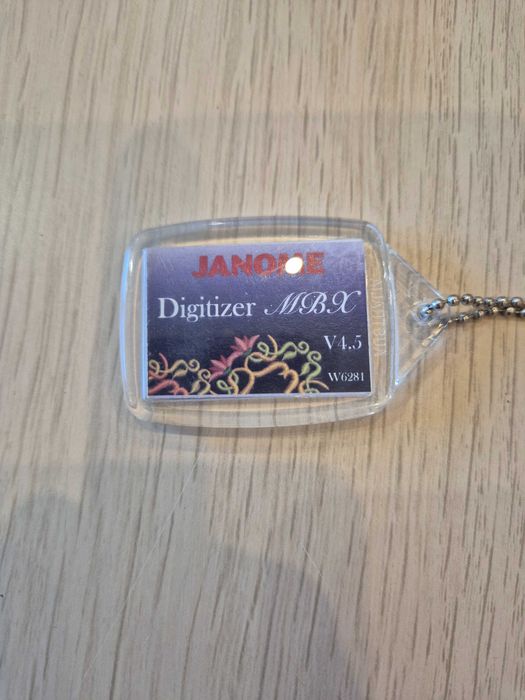 JANOME
Digitizer MBX
V4.5
W6281